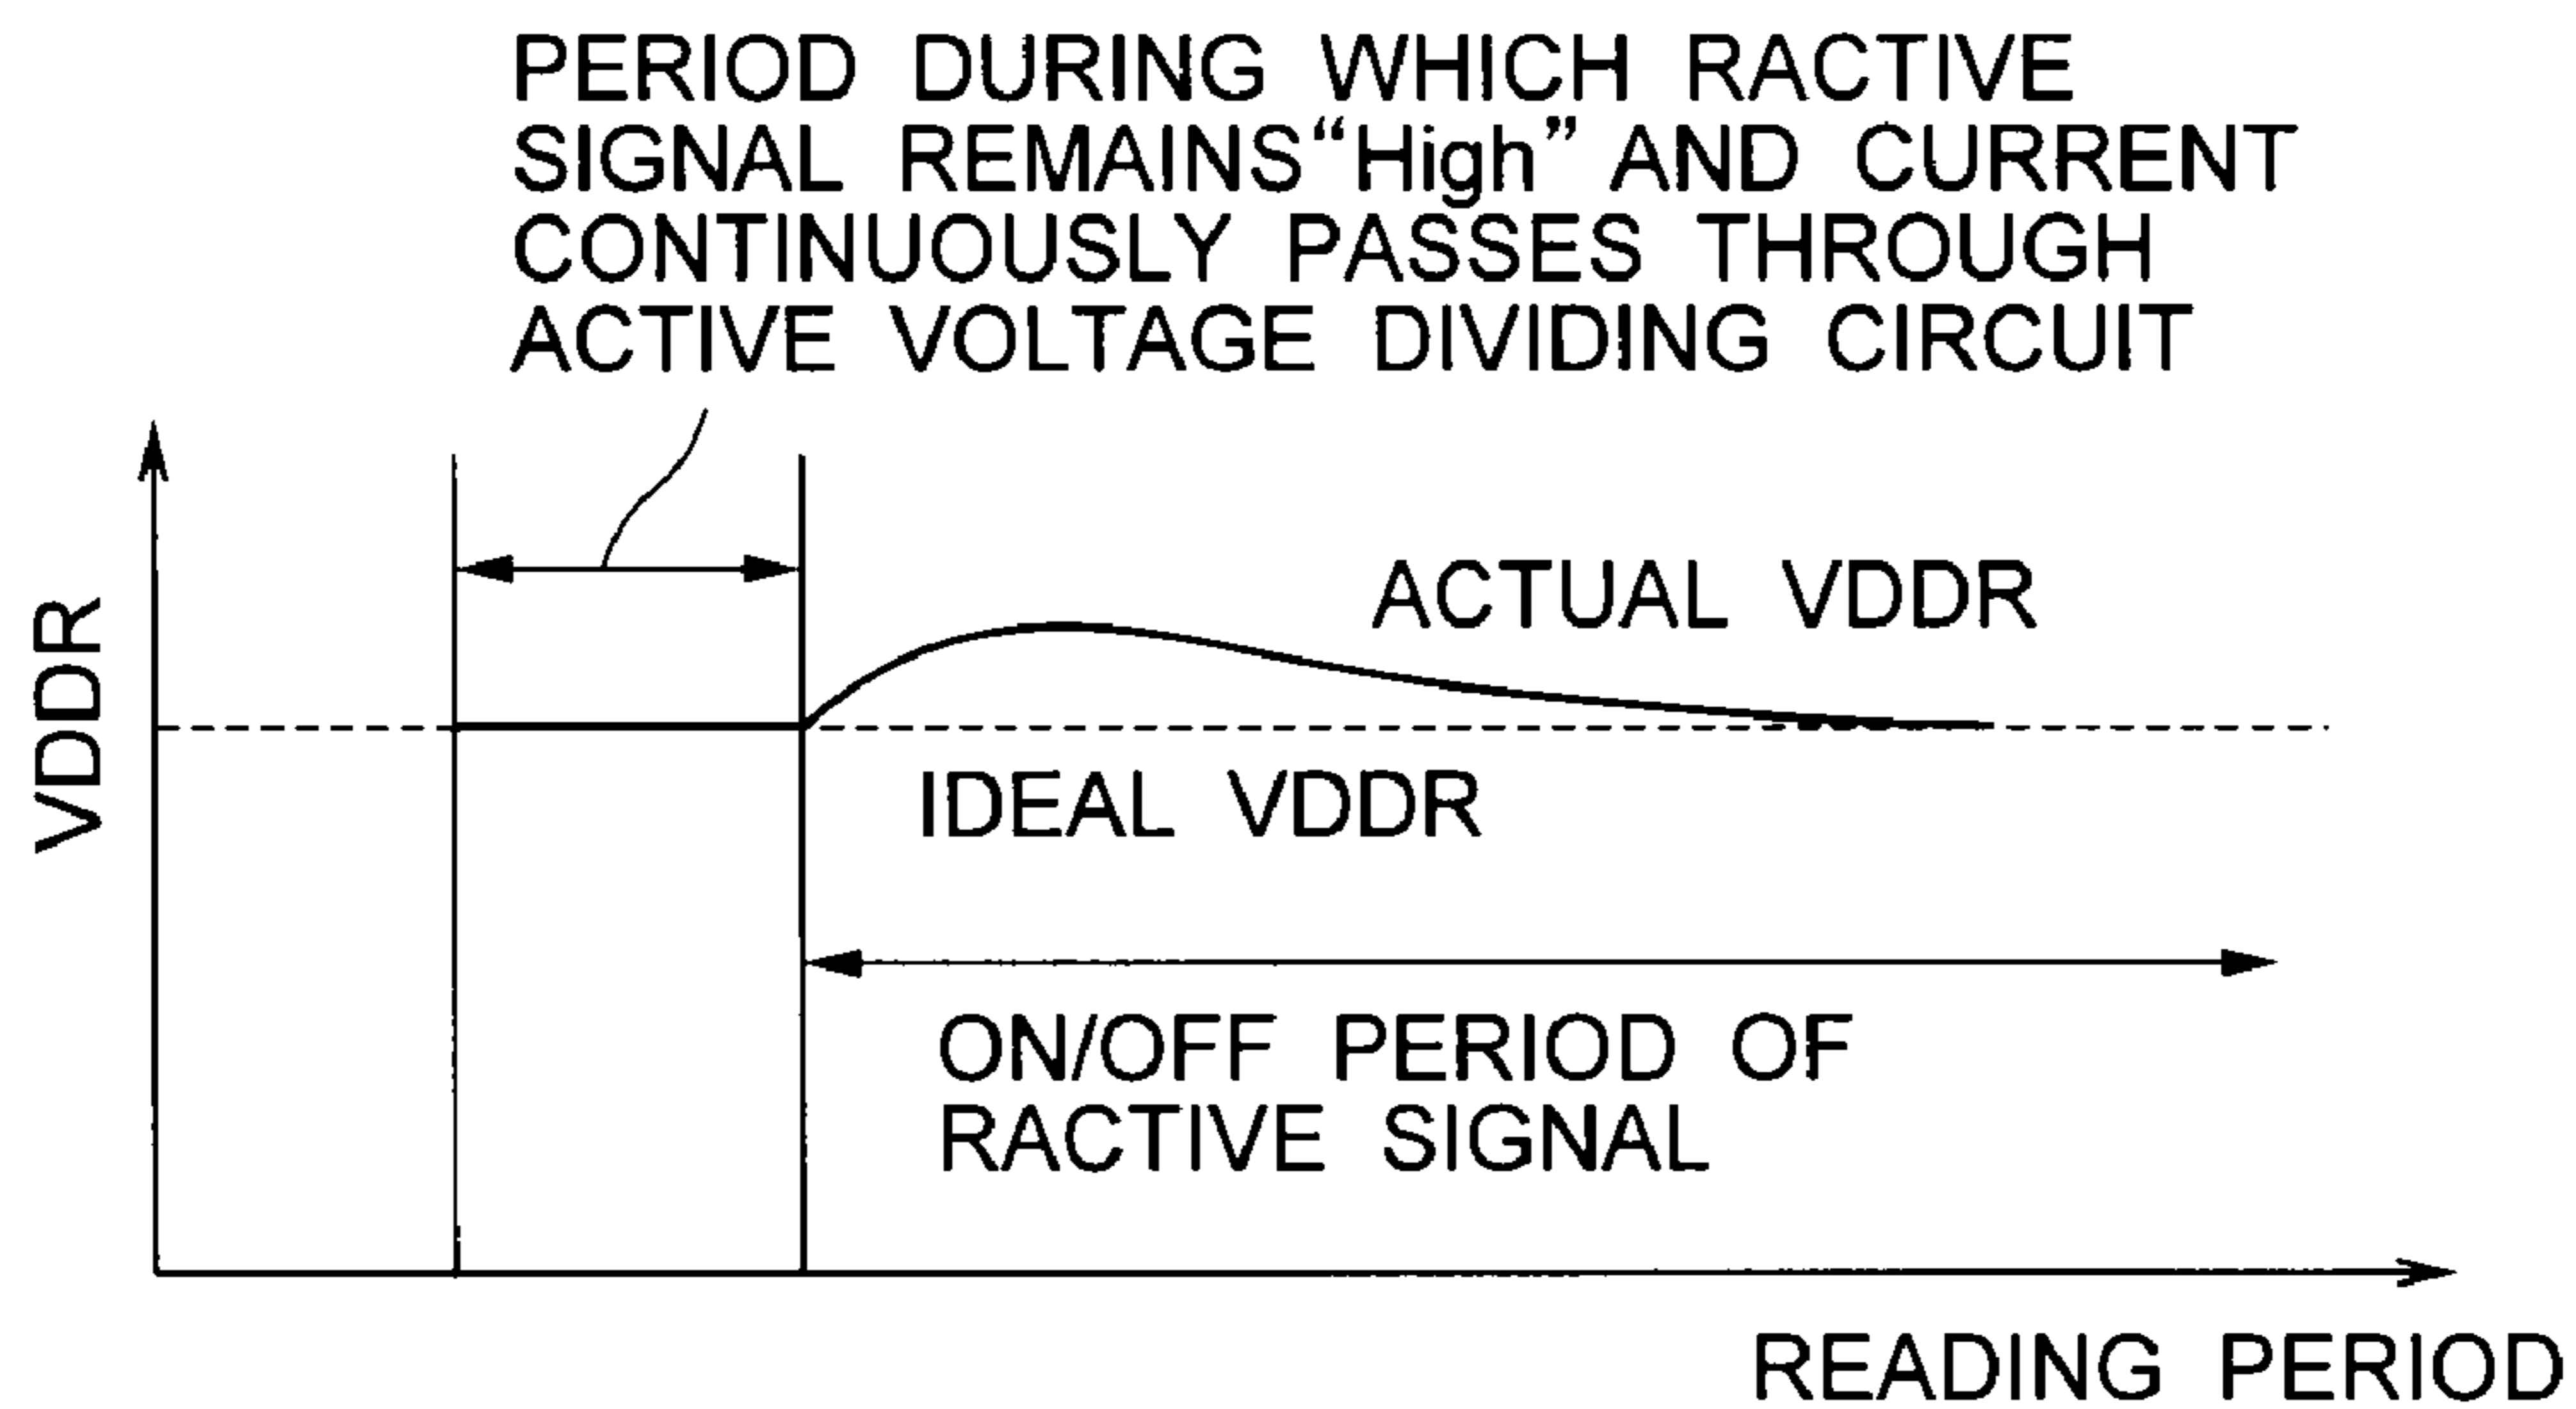 PERIOD DURING WHICH RACTIVE
SIGNAL REMAINS“High” AND CURRENT
CONTINUOUSLY PASSES THROUGH
ACTIVE VOLTAGE DIVIDING CIRCUIT
ACTUAL VDDR
VDDR
IDEAL VDDR
ON/OFF PERIOD OF
RACTIVE SIGNAL
READING PERIOD